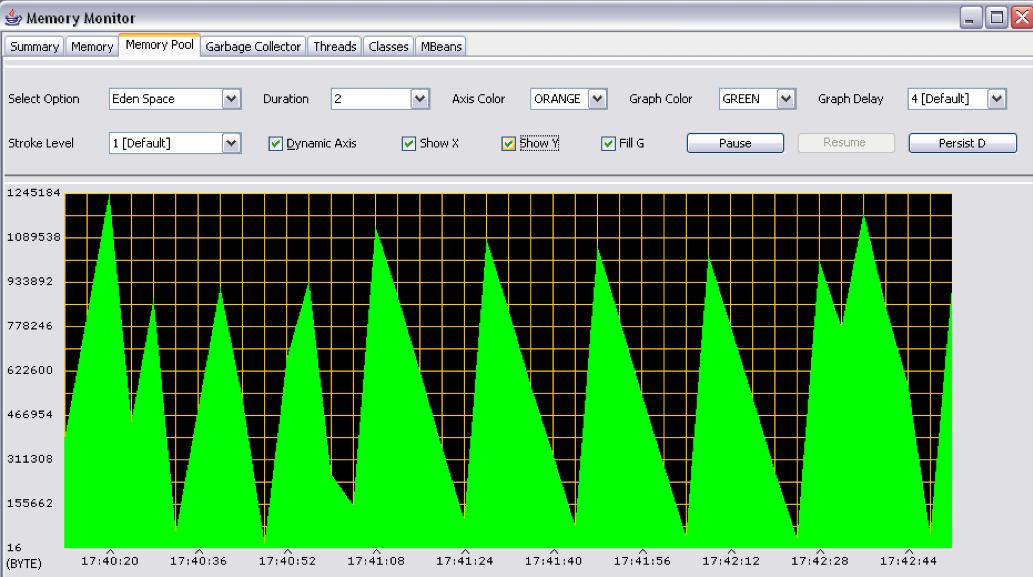 Memory Monitor
Summary Memory Memory Pool Garbage Collector Threads Classes MBeans
Select Option Eden Space Duration 2 Axis Color ORANGE Graph Color GREEN Graph Delay 4 [Default]
Stroke Level 1 [Default] Dynamic Axis Show X Show Y Fill G Pause Resume Persist D
1245184
1089538
933892
778246
622600
466954
311308
155662
16
(BYTE) 17:40:20 17:40:36 17:40:52 17:41:08 17:41:24 17:41:40 17:41:56 17:42:12 17:42:28 17:42:44